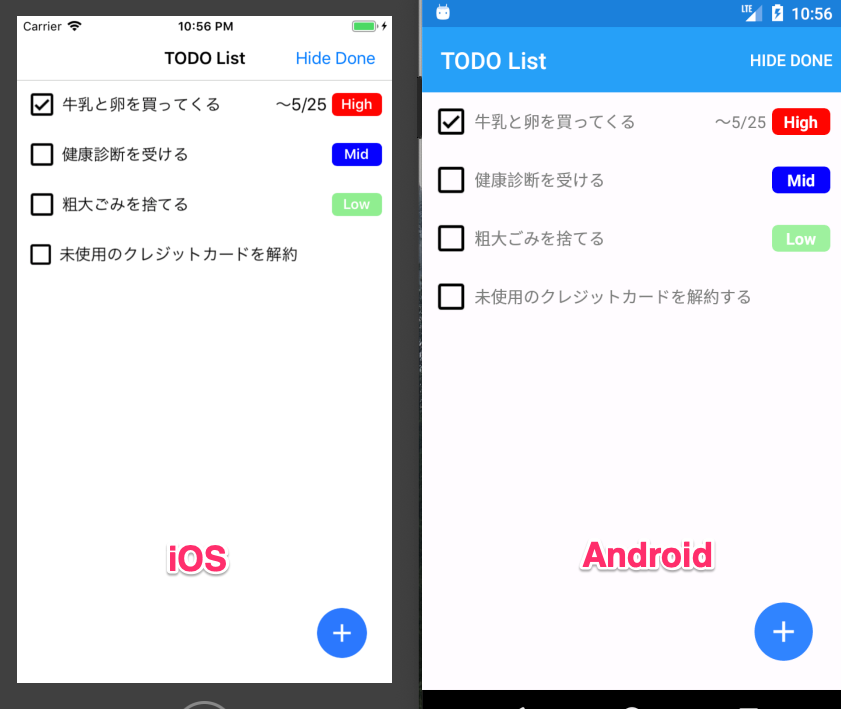 Carrier 10:56 PM
TODO List Hide Done
牛乳と卵を買ってくる ～5/25 High
健康診断を受ける Mid
粗大ごみを捨てる Low
未使用のクレジットカードを解約
iOS
LTE 10:56
TODO List HIDE DONE
牛乳と卵を買ってくる ～5/25 High
健康診断を受ける Mid
粗大ごみを捨てる Low
未使用のクレジットカードを解約する
Android